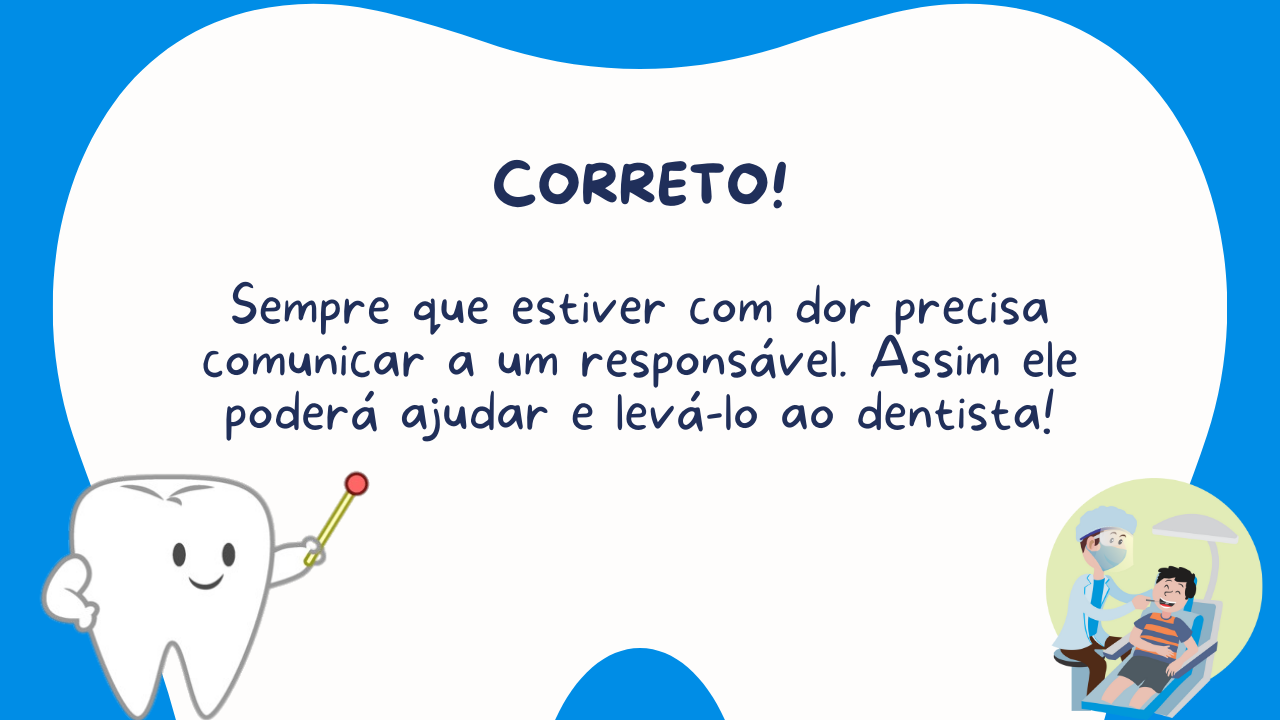 CORRETO!
Sempre que estiver com dor precisa
comunicar a um responsável. Assim ele
poderá ajudar e levá-lo ao dentista!